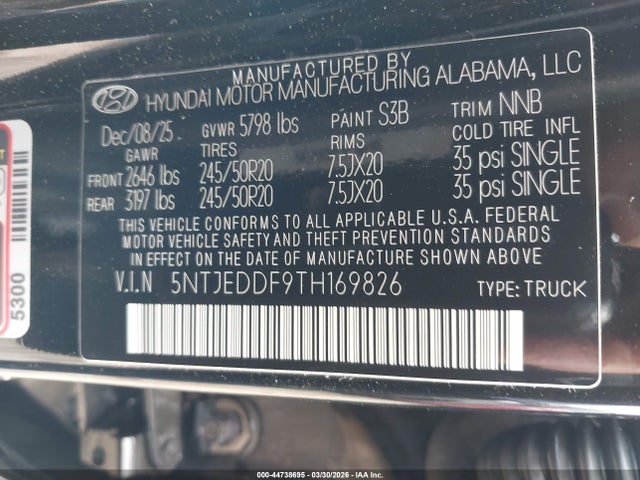 MANUFACTURED BY
HYUNDAI MOTOR MANUFACTURING ALABAMA, LLC
Dec/08/25 GVWR 5798 lbs PAINT S3B TRIM NNB
GAWR TIRES RIMS COLD TIRE INFL
FRONT 2646 lbs 245/50R20 7.5JX20 35 psi SINGLE
REAR 3197 lbs 245/50R20 7.5JX20 35 psi SINGLE
THIS VEHICLE CONFORMS TO ALL APPLICABLE U.S.A. FEDERAL
MOTOR VEHICLE SAFETY AND THEFT PREVENTION STANDARDS
IN EFFECT ON THE DATE OF MANUFACTURE SHOWN ABOVE.
V.I.N 5NTJEDDF9TH169826 TYPE: TRUCK
5300
000-44738695 - 03/30/2026 - IAA Inc.